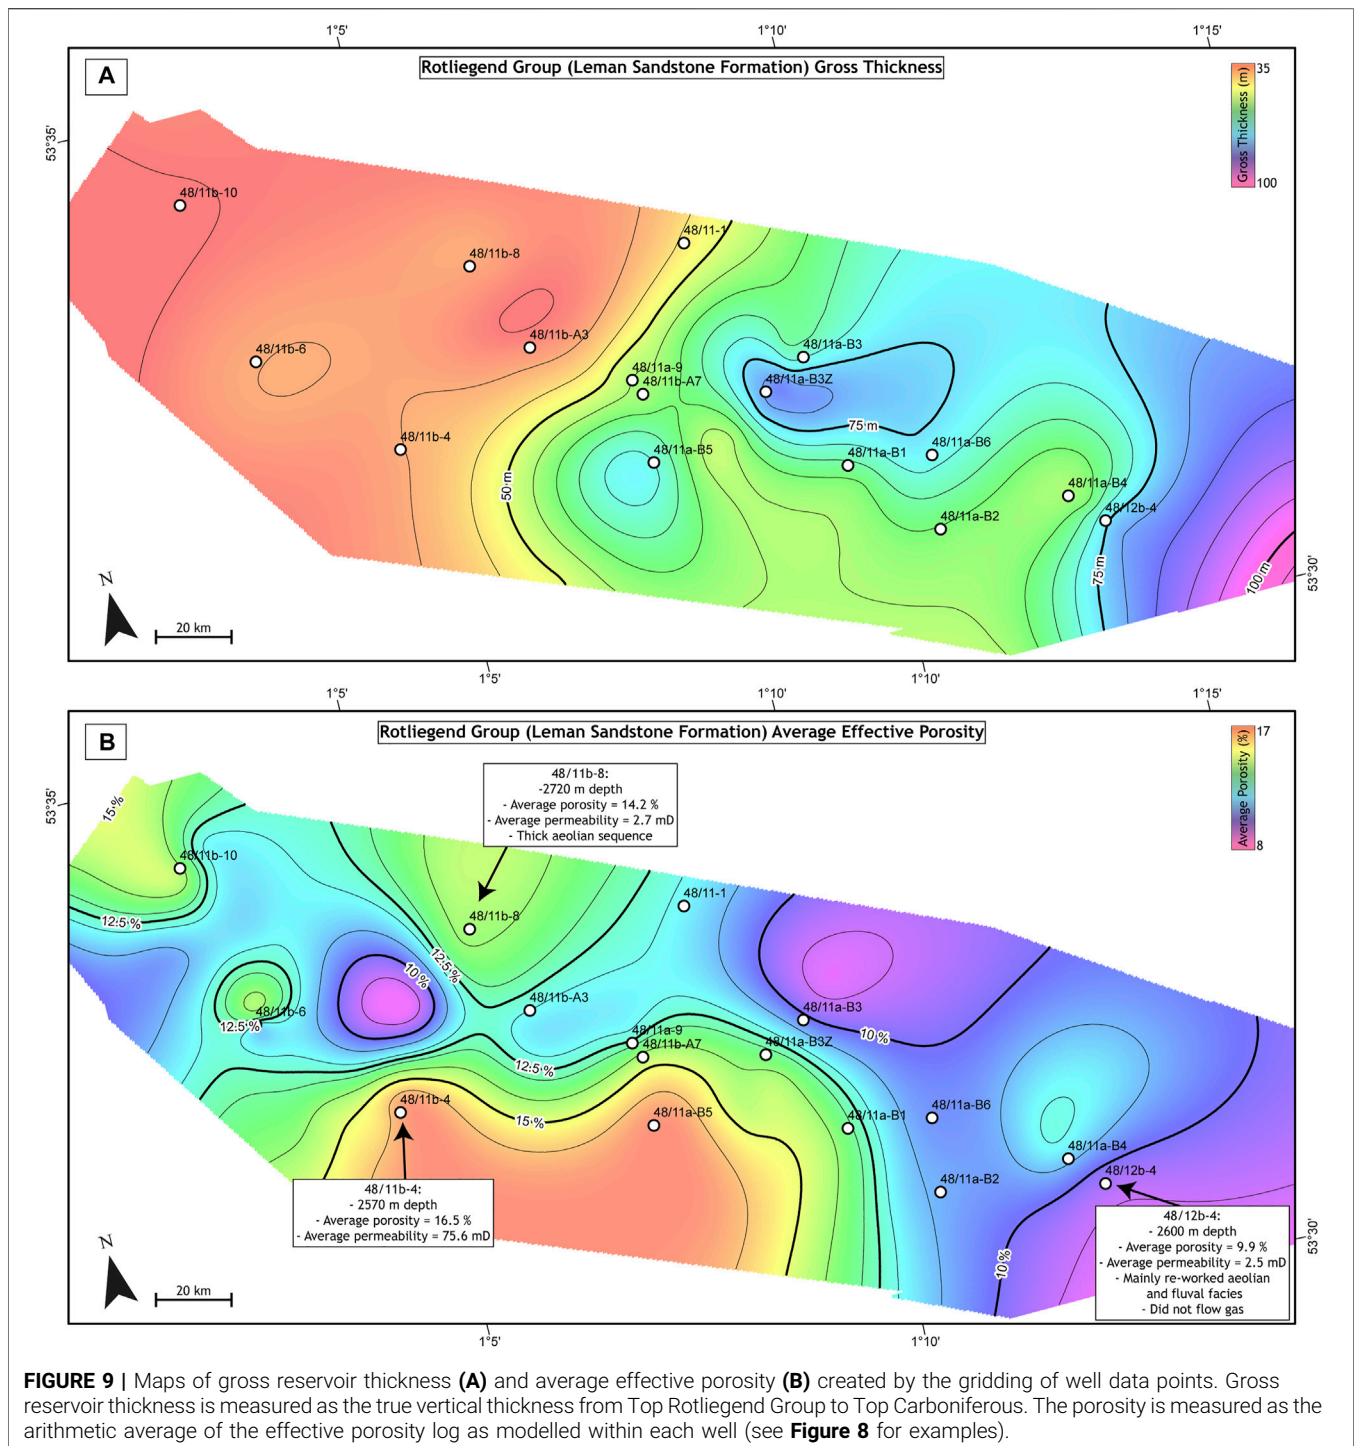 1°5'
1°10'
1°15'
A
Rotliegend Group (Leman Sandstone Formation) Gross Thickness
Gross Thickness (m)
35
100
53°35'
48/11b-10
48/11-1
48/11b-8
48/11b-A3
48/11a-B3
48/11b-6
48/11a-9
48/11b-A7
48/11a-B3Z
75 m
48/11b-4
48/11a-B5
48/11a-B1
48/11a-B6
50 m
48/11a-B4
48/12b-4
48/11a-B2
75 m
100 m
53°30'
N
20 km
1°5'
1°10'
1°5'
1°10'
1°15'
B
Rotliegend Group (Leman Sandstone Formation) Average Effective Porosity
Average Porosity (%)
17
8
53°35'
15 %
48/11b-8:
-2720 m depth
- Average porosity = 14.2 %
- Average permeability = 2.7 mD
- Thick aeolian sequence
48/11b-10
48/11-1
12.5 %
48/11b-8
12.5 %
10 %
48/11b-A3
48/11b-6
48/11a-B3
12.5 %
48/11a-9
10 %
48/11b-A7
48/11a-B3Z
12.5 %
48/11b-4
15 %
48/11a-B5
48/11a-B1
48/11a-B6
48/11a-B4
48/12b-4
48/11a-B2
48/11b-4:
- 2570 m depth
- Average porosity = 16.5 %
- Average permeability = 75.6 mD
48/12b-4:
- 2600 m depth
- Average porosity = 9.9 %
- Average permeability = 2.5 mD
- Mainly re-worked aeolian
and fluval facies
- Did not flow gas
10 %
53°30'
N
20 km
1°5'
1°10'
FIGURE 9 | Maps of gross reservoir thickness (A) and average effective porosity (B) created by the gridding of well data points. Gross
reservoir thickness is measured as the true vertical thickness from Top Rotliegend Group to Top Carboniferous. The porosity is measured as the
arithmetic average of the effective porosity log as modelled within each well (see Figure 8 for examples).